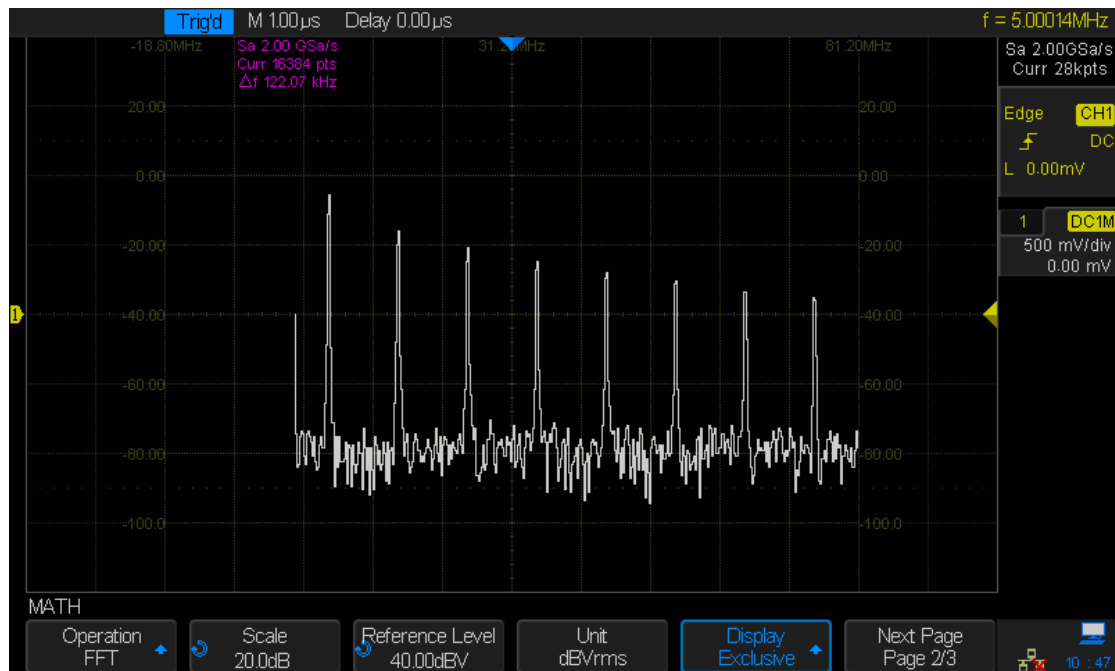 Trig'd M 1.00μs Delay 0.00μs f = 5.00014MHz
-18.80MHz Sa 2.00 GSa/s 81.20MHz
Curr 16384 pts
Δf 122.07 kHz
Sa 2.00GSa/s
Curr 28kpts
20.00 20.00
Edge CH1
DC
L 0.00mV
0.00 0.00
1 DC1M
500 mV/div
0.00 mV
-20.00 -20.00
1 -40.00 -40.00
-60.00 -60.00
-80.00 -80.00
-100.0 -100.0
MATH
Operation Scale Reference Level Unit Display Next Page
FFT 20.0dB 40.00dBV dBVrms Exclusive Page 2/3
10 : 47